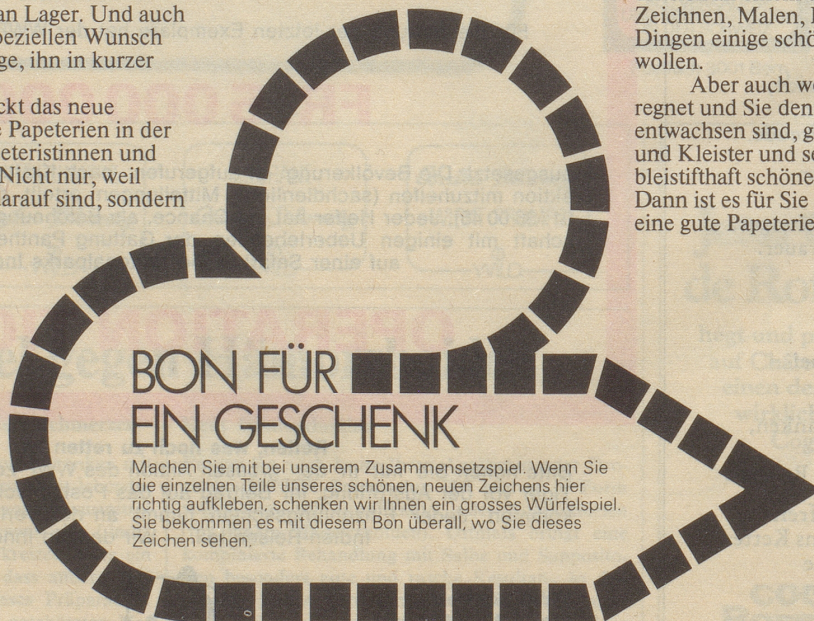 an Lager. Und auch
peziellen Wunsch
ge, ihn in kurzer
ckt das neue
e Papeterien in der
eteristinnen und
Nicht nur, weil
arauf sind, sondern
Zeichnen, Malen,
Dingen einige schö
wollen.
Aber auch we
regnet und Sie den
entwachsen sind, g
und Kleister und se
bleistifthaft schöne
Dann ist es für Sie
eine gute Papeterie
BON FÜR
EIN GESCHENK
Machen Sie mit bei unserem Zusammensetzspiel. Wenn Sie
die einzelnen Teile unseres schönen, neuen Zeichens hier
richtig aufkleben, schenken wir Ihnen ein grosses Würfelspiel.
Sie bekommen es mit diesem Bon überall, wo Sie dieses
Zeichen sehen.